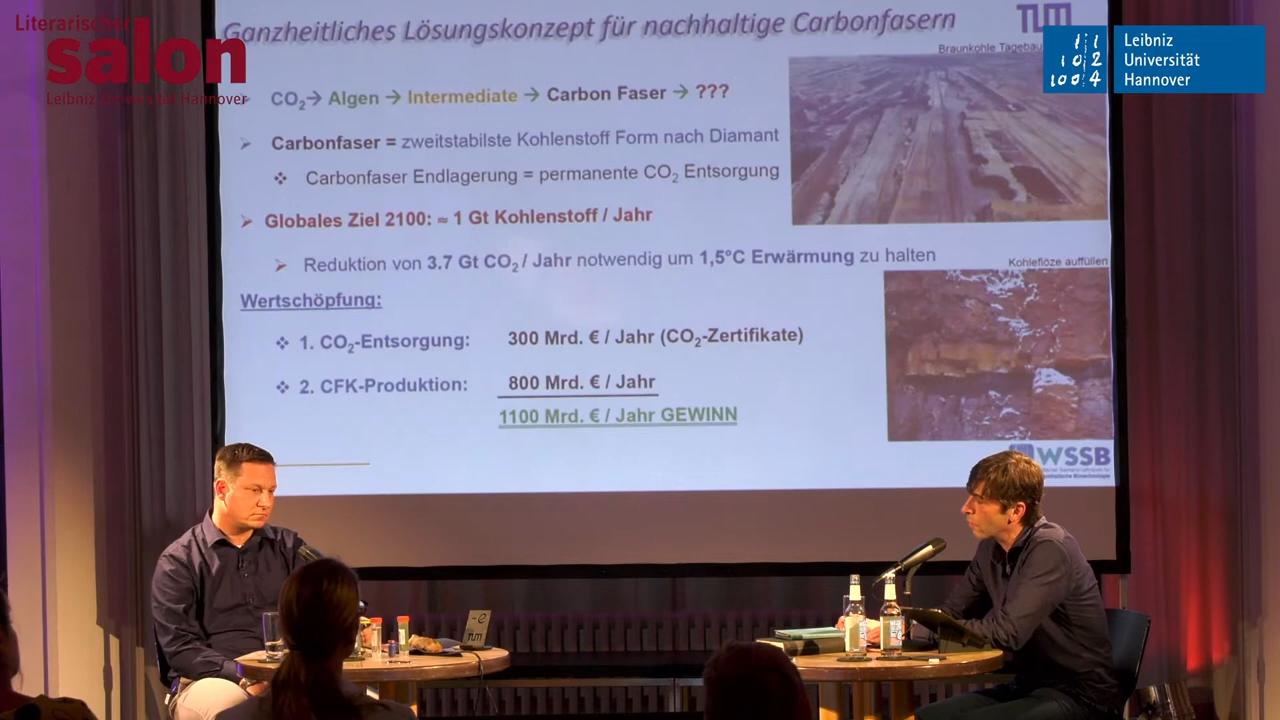 Literarischer
salon
Leibniz Universität Hannover
Ganzheitliches Lösungskonzept für nachhaltige Carbonfasern
TUM
Leibniz
Universität
Hannover
Braunkohle Tagebau
CO2→ Algen → Intermediate → Carbon Faser → ???
Carbonfaser = zweitstabilste Kohlenstoff Form nach Diamant
Carbonfaser Endlagerung = permanente CO2 Entsorgung
Globales Ziel 2100: ≈ 1 Gt Kohlenstoff / Jahr
Reduktion von 3.7 Gt CO2 / Jahr notwendig um 1,5°C Erwärmung zu halten
Kohleflöze auffüllen
Wertschöpfung:
1. CO2-Entsorgung: 300 Mrd. € / Jahr (CO2-Zertifikate)
2. CFK-Produktion: 800 Mrd. € / Jahr
1100 Mrd. € / Jahr GEWINN
WSSB
TUM